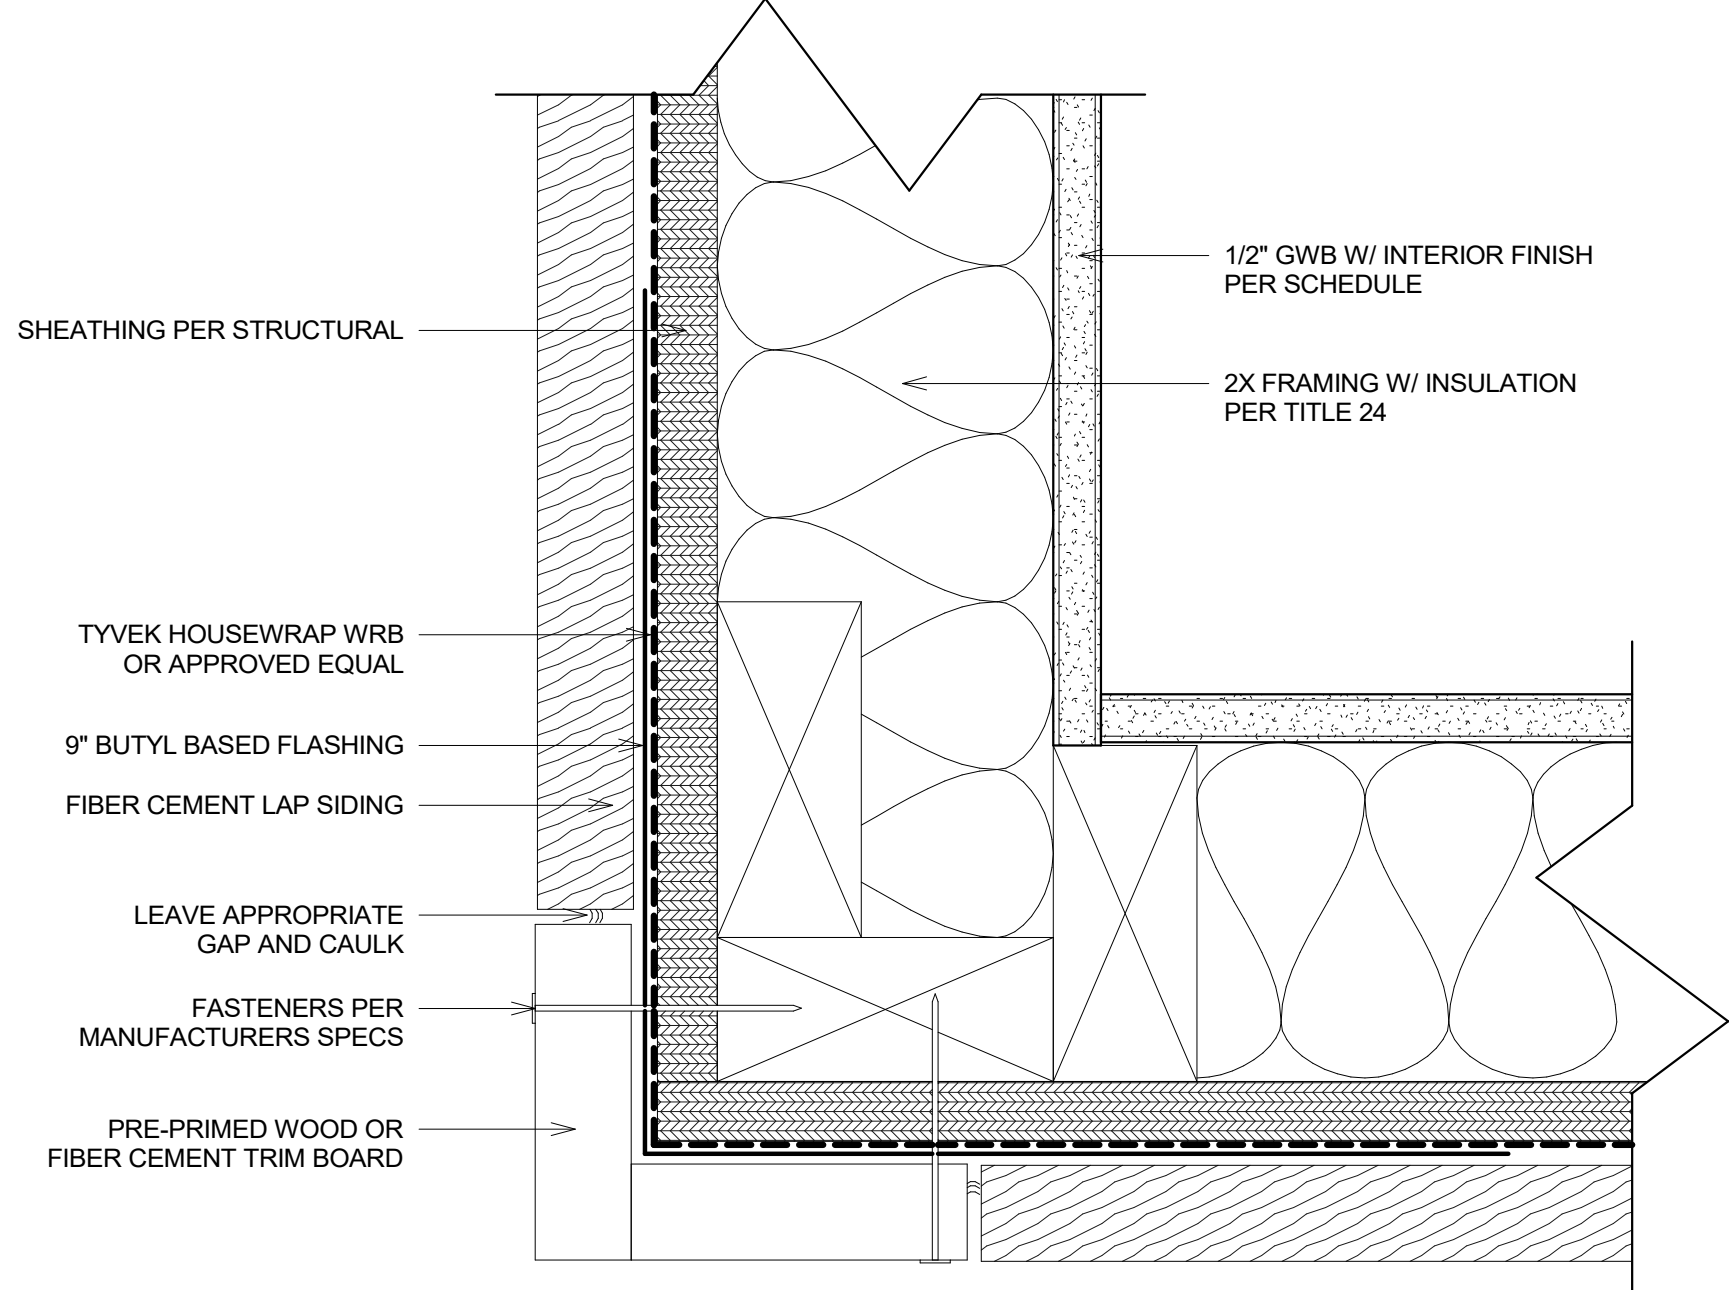 1/2" GWB W/ INTERIOR FINISH
PER SCHEDULE
SHEATHING PER STRUCTURAL
2X FRAMING W/ INSULATION
PER TITLE 24
TYVEK HOUSEWRAP WRB
OR APPROVED EQUAL
9" BUTYL BASED FLASHING
FIBER CEMENT LAP SIDING
LEAVE APPROPRIATE
GAP AND CAULK
FASTENERS PER
MANUFACTURERS SPECS
PRE-PRIMED WOOD OR
FIBER CEMENT TRIM BOARD